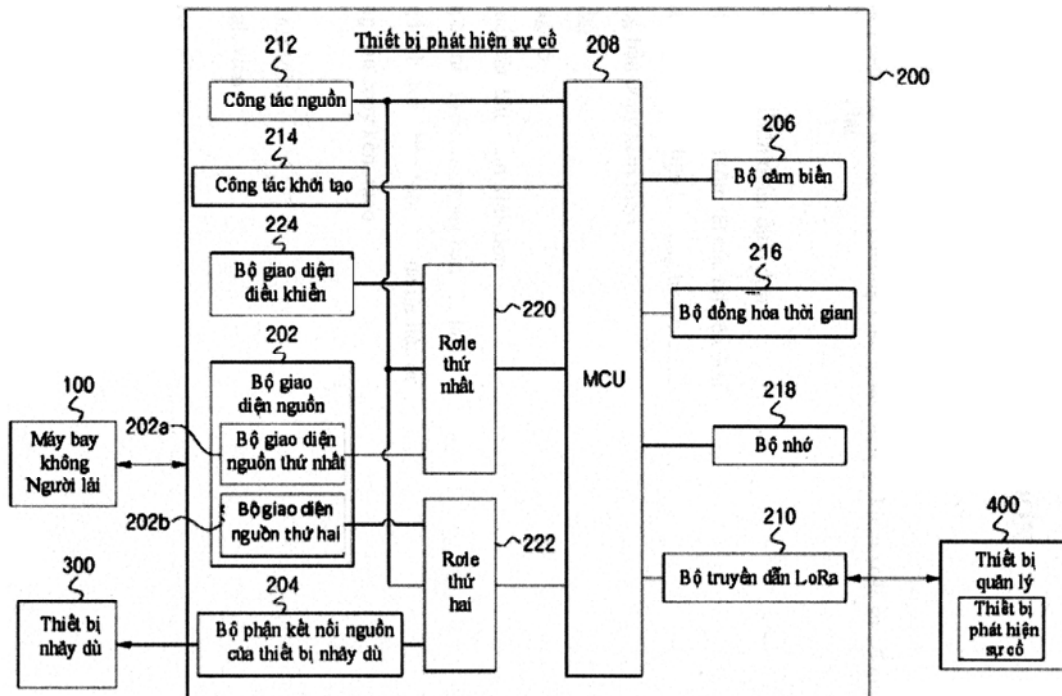 Thiết bị phát hiện sự cố
212
208
200
Công tác nguồn
214
206
Công tác khởi tạo
Bộ cảm biến
224
216
Bộ giao diện
điều khiển
220
Bộ đồng hóa thời gian
202
Rơle
thứ
nhất
MCU
218
Bộ giao
diện nguồn
100
202a
Bộ giao diện
nguồn thứ nhất
Bộ nhớ
Máy bay
không
Người lái
202b
Bộ giao diện
nguồn thứ hai
210
400
222
Rơle
thứ
hai
300
204
Bộ truyền dẫn LoRa
Thiết bị
quản lý
Thiết bị
phát hiện
sự cố
Thiết bị
nhảy dù
Bộ phận kết nối nguồn
của thiết bị nhảy dù